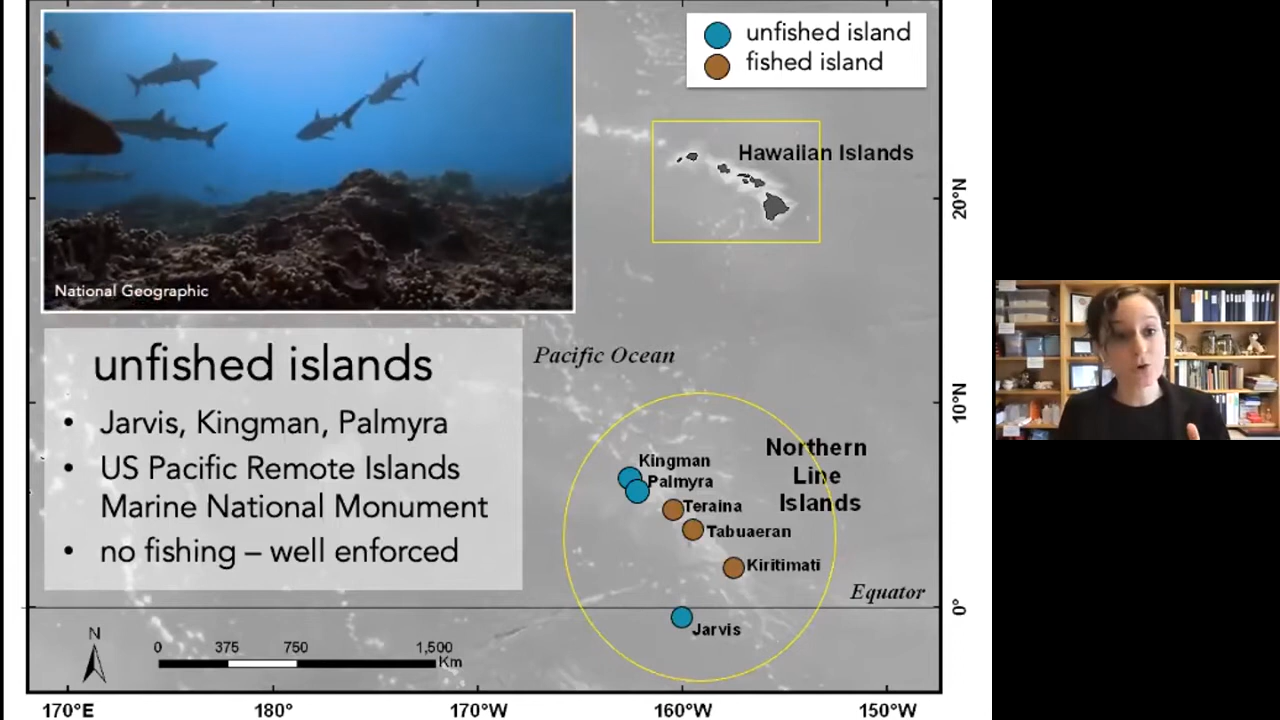 unfished island
fished island
National Geographic
Hawaiian Islands
20°N
unfished islands
• Jarvis, Kingman, Palmyra
• US Pacific Remote Islands
Marine National Monument
• no fishing – well enforced
Pacific Ocean
10°N
Northern
Line
Islands
Kingman
Palmyra
Teraina
Tabuaeran
Kiritimati
Equator
0°
Jarvis
N
0 375 750 1,500
Km
170°E 180° 170°W 160°W 150°W